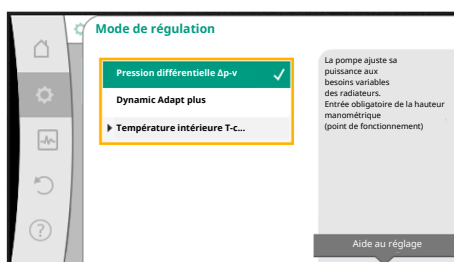 Mode de régulation
Pression différentielle Δp-v
Dynamic Adapt plus
Température intérieure T-c...
La pompe ajuste sa
puissance aux
besoins variables
des radiateurs.
Entrée obligatoire de la hauteur
manométrique
(point de fonctionnement)
Aide au réglage